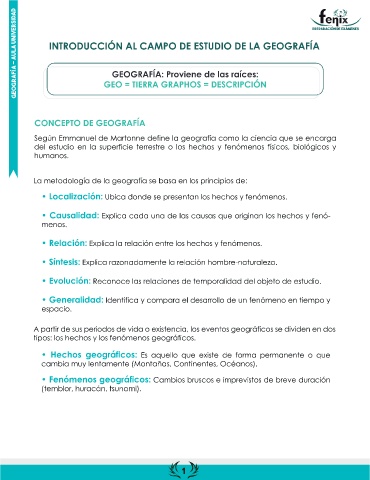 fenix
PREPARACIÓN DE EXÁMENES
GEOGRAFÍA - AULA UNIVERSIDAD
INTRODUCCIÓN AL CAMPO DE ESTUDIO DE LA GEOGRAFÍA
GEOGRAFÍA: Proviene de las raíces:
GEO = TIERRA GRAPHOS = DESCRIPCIÓN
CONCEPTO DE GEOGRAFÍA
Según Emmanuel de Martonne define la geografía como la ciencia que se encarga
del estudio en la superficie terrestre o los hechos y fenómenos físicos, biológicos y
humanos.
La metodología de la geografía se basa en los principios de:
• Localización: Ubica donde se presentan los hechos y fenómenos.
• Causalidad: Explica cada una de las causas que originan los hechos y fenó-
menos.
• Relación: Explica la relación entre los hechos y fenómenos.
• Síntesis: Explica razonadamente la relación hombre-naturaleza.
• Evolución: Reconoce las relaciones de temporalidad del objeto de estudio.
• Generalidad: Identifica y compara el desarrollo de un fenómeno en tiempo y
espacio.
A partir de sus periodos de vida o existencia, los eventos geográficos se dividen en dos
tipos: los hechos y los fenómenos geográficos.
• Hechos geográficos: Es aquello que existe de forma permanente o que
cambia muy lentamente (Montañas, Continentes, Océanos).
• Fenómenos geográficos: Cambios bruscos e imprevistos de breve duración
(temblor, huracán, tsunami).
1